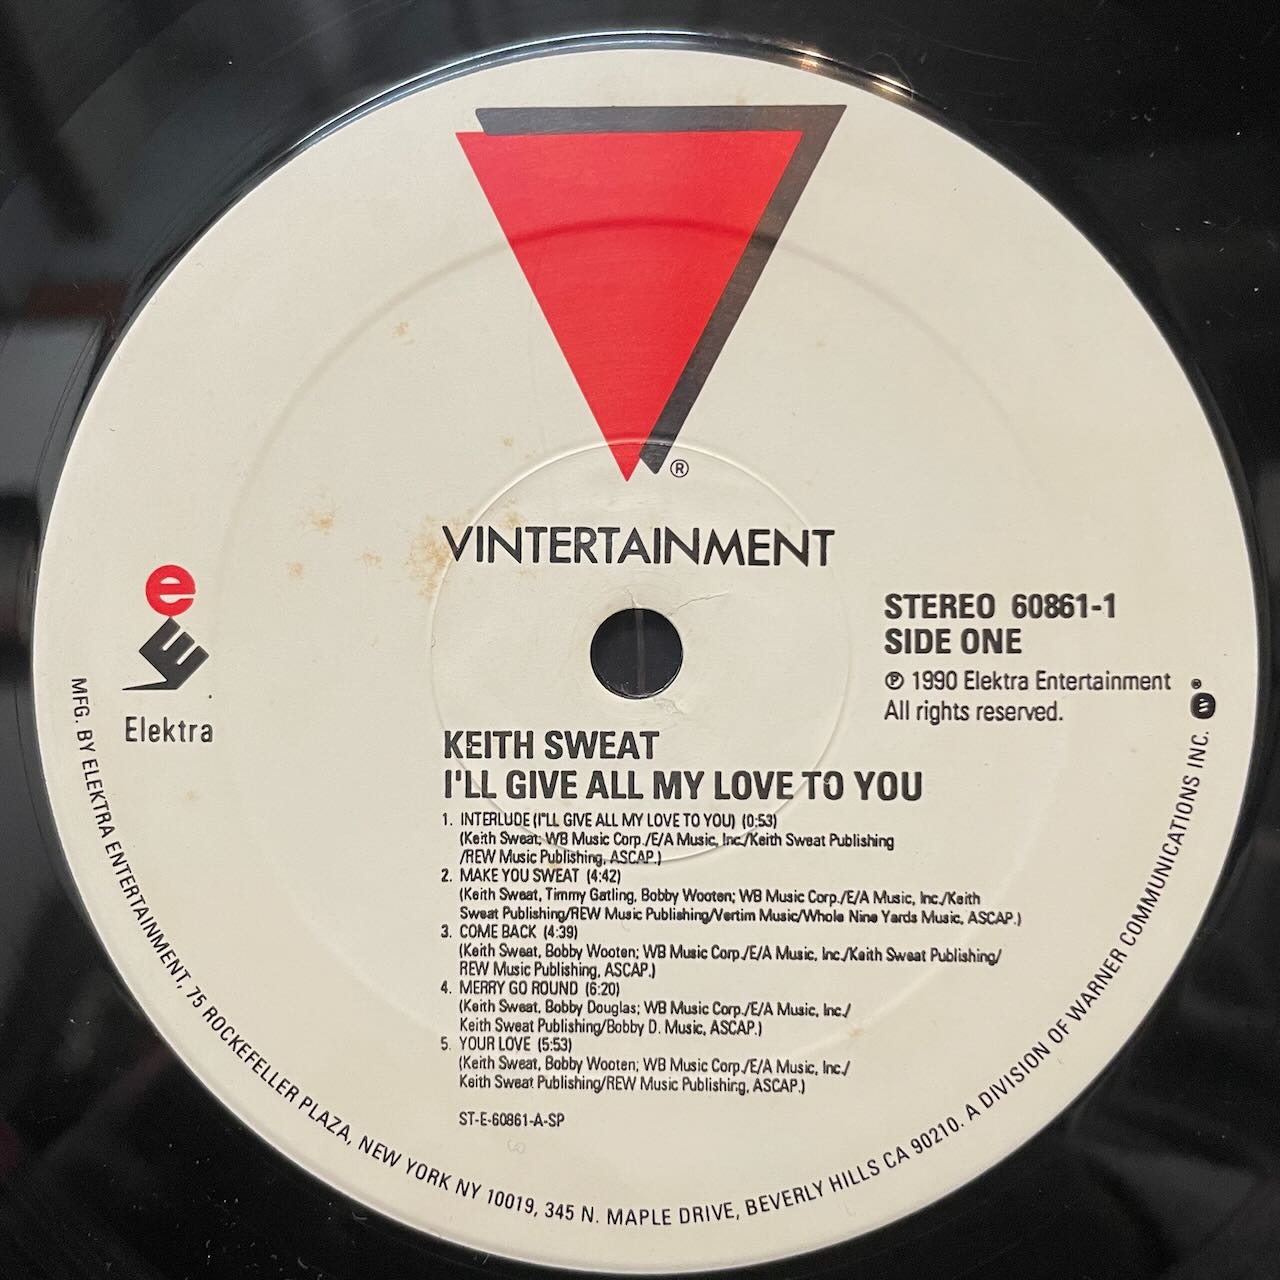 ®
VINTERTAINMENT
e
E
Elektra
STEREO 60861-1
SIDE ONE
℗ 1990 Elektra Entertainment
All rights reserved.
KEITH SWEAT
I'LL GIVE ALL MY LOVE TO YOU
1. INTERLUDE (I'LL GIVE ALL MY LOVE TO YOU) (0:53)
(Keith Sweat; WB Music Corp./E/A Music, Inc./Keith Sweat Publishing
/REW Music Publishing, ASCAP.)
2. MAKE YOU SWEAT (4:42)
(Keith Sweat, Timmy Gatling, Bobby Wooten; WB Music Corp./E/A Music, Inc./Keith
Sweat Publishing/REW Music Publishing/Vertim Music/Whole Nine Yards Music, ASCAP.)
3. COME BACK (4:39)
(Keith Sweat, Bobby Wooten; WB Music Corp./E/A Music, Inc./Keith Sweat Publishing/
REW Music Publishing, ASCAP.)
4. MERRY GO ROUND (6:20)
(Keith Sweat, Bobby Douglas; WB Music Corp./E/A Music, Inc./
Keith Sweat Publishing/Bobby D. Music, ASCAP.)
5. YOUR LOVE (5:53)
(Keith Sweat, Bobby Wooten; WB Music Corp./E/A Music, Inc./
Keith Sweat Publishing/REW Music Publishing, ASCAP.)
ST-E-60861-A-SP
MFG. BY ELEKTRA ENTERTAINMENT, 75 ROCKEFELLER PLAZA, NEW YORK NY 10019, 345 N. MAPLE DRIVE, BEVERLY HILLS CA 90210. A DIVISION OF WARNER COMMUNICATIONS INC. ®